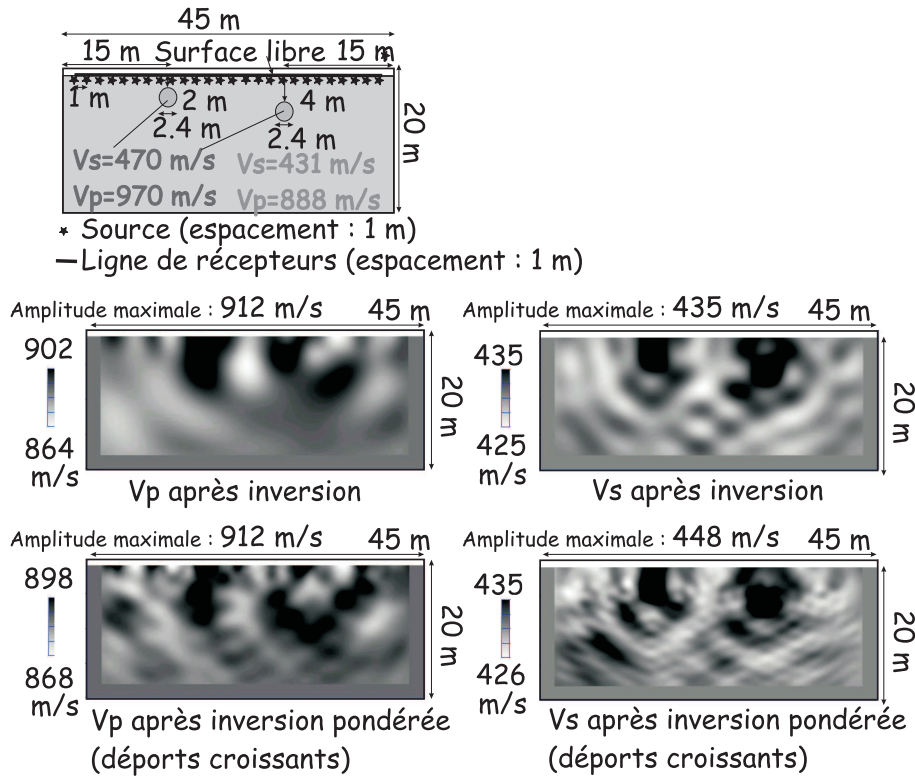 45 m
15 m Surface libre 15 m
1 m 2 m 4 m
2.4 m 2.4 m
20 m
Vs=470 m/s Vs=431 m/s
Vp=970 m/s Vp=888 m/s
Source (espacement : 1 m)
Ligne de récepteurs (espacement : 1 m)
Amplitude maximale : 912 m/s 45 m
902
864
m/s
20 m
Vp après inversion
Amplitude maximale : 435 m/s 45 m
435
425
m/s
20 m
Vs après inversion
Amplitude maximale : 912 m/s 45 m
898
868
m/s
20 m
Vp après inversion pondérée
(déports croissants)
Amplitude maximale : 448 m/s 45 m
435
426
m/s
20 m
Vs après inversion pondérée
(déports croissants)